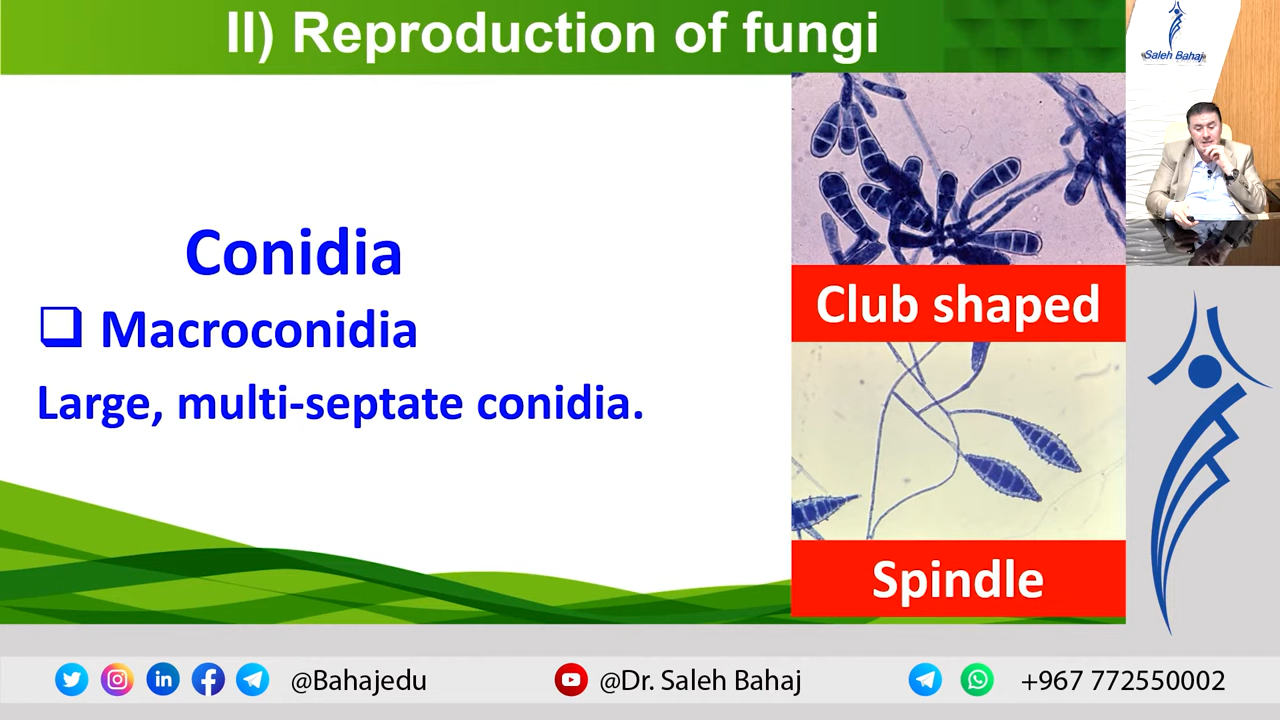 II) Reproduction of fungi
Saleh Bahaj
Conidia
❑ Macroconidia
Large, multi-septate conidia.
Club shaped
Spindle
@Bahajedu
@Dr. Saleh Bahaj
+967 772550002